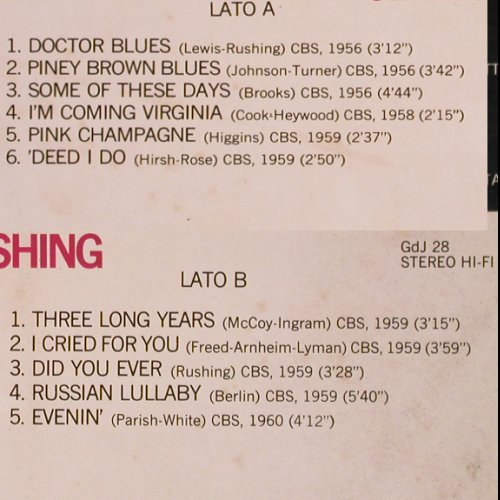 LATO A
1. DOCTOR BLUES (Lewis-Rushing) CBS, 1956 (3'12")
2. PINEY BROWN BLUES (Johnson-Turner) CBS, 1956 (3'42")
3. SOME OF THESE DAYS (Brooks) CBS, 1956 (4'44")
4. I'M COMING VIRGINIA (Cook-Heywood) CBS, 1958 (2'15")
5. PINK CHAMPAGNE (Higgins) CBS, 1959 (2'37")
6. 'DEED I DO (Hirsh-Rose) CBS, 1959 (2'50")
SHING
GdJ 28
STEREO HI-FI
LATO B
1. THREE LONG YEARS (McCoy-Ingram) CBS, 1959 (3'15")
2. I CRIED FOR YOU (Freed-Arnheim-Lyman) CBS, 1959 (3'59")
3. DID YOU EVER (Rushing) CBS, 1959 (3'28")
4. RUSSIAN LULLABY (Berlin) CBS, 1959 (5'40")
5. EVENIN' (Parish-White) CBS, 1960 (4'12")